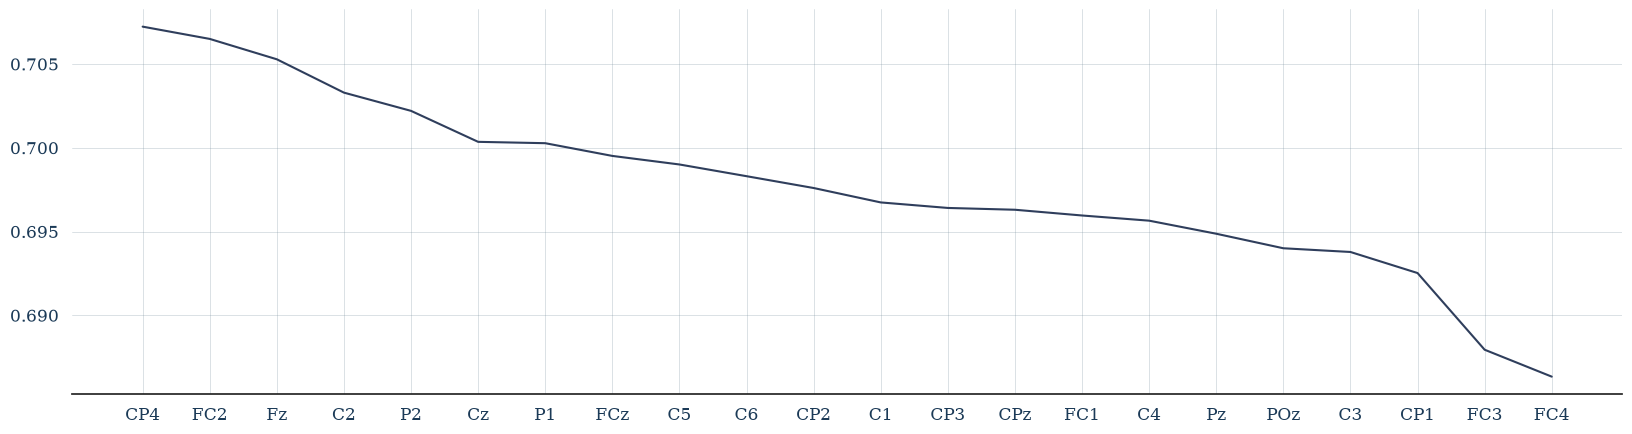 0.705
0.700
0.695
0.690
CP4 FC2 Fz C2 P2 Cz P1 FCz C5 C6 CP2 C1 CP3 CPz FC1 C4 Pz POz C3 CP1 FC3 FC4